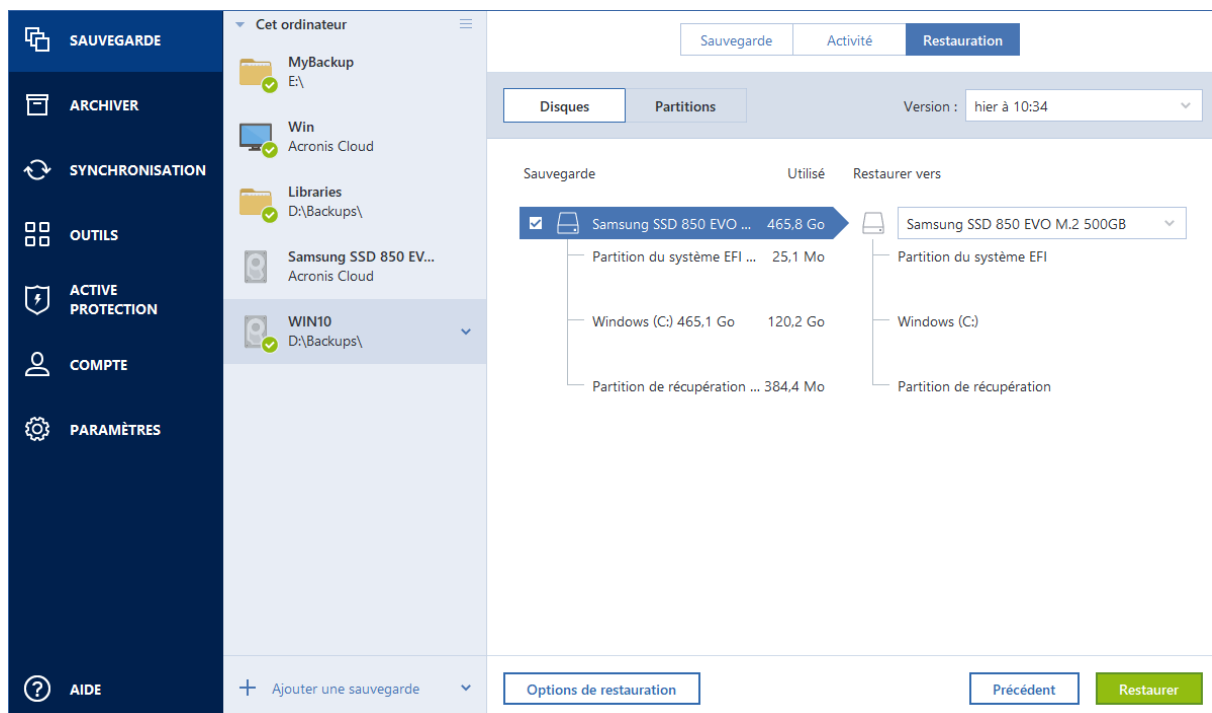 SAUVEGARDE
ARCHIVER
SYNCHRONISATION
OUTILS
ACTIVE
PROTECTION
COMPTE
PARAMÈTRES
AIDE
Cet ordinateur
MyBackup
E:\
Win
Acronis Cloud
Libraries
D:\Backups\
Samsung SSD 850 EV...
Acronis Cloud
WIN10
D:\Backups\
Ajouter une sauvegarde
Sauvegarde Activité Restauration
Disques Partitions Version : hier à 10:34
Sauvegarde Utilisé Restaurer vers
Samsung SSD 850 EVO ... 465,8 Go Samsung SSD 850 EVO M.2 500GB
Partition du système EFI ... 25,1 Mo Partition du système EFI
Windows (C:) 465,1 Go 120,2 Go Windows (C:)
Partition de récupération ... 384,4 Mo Partition de récupération
Options de restauration Précédent Restaurer